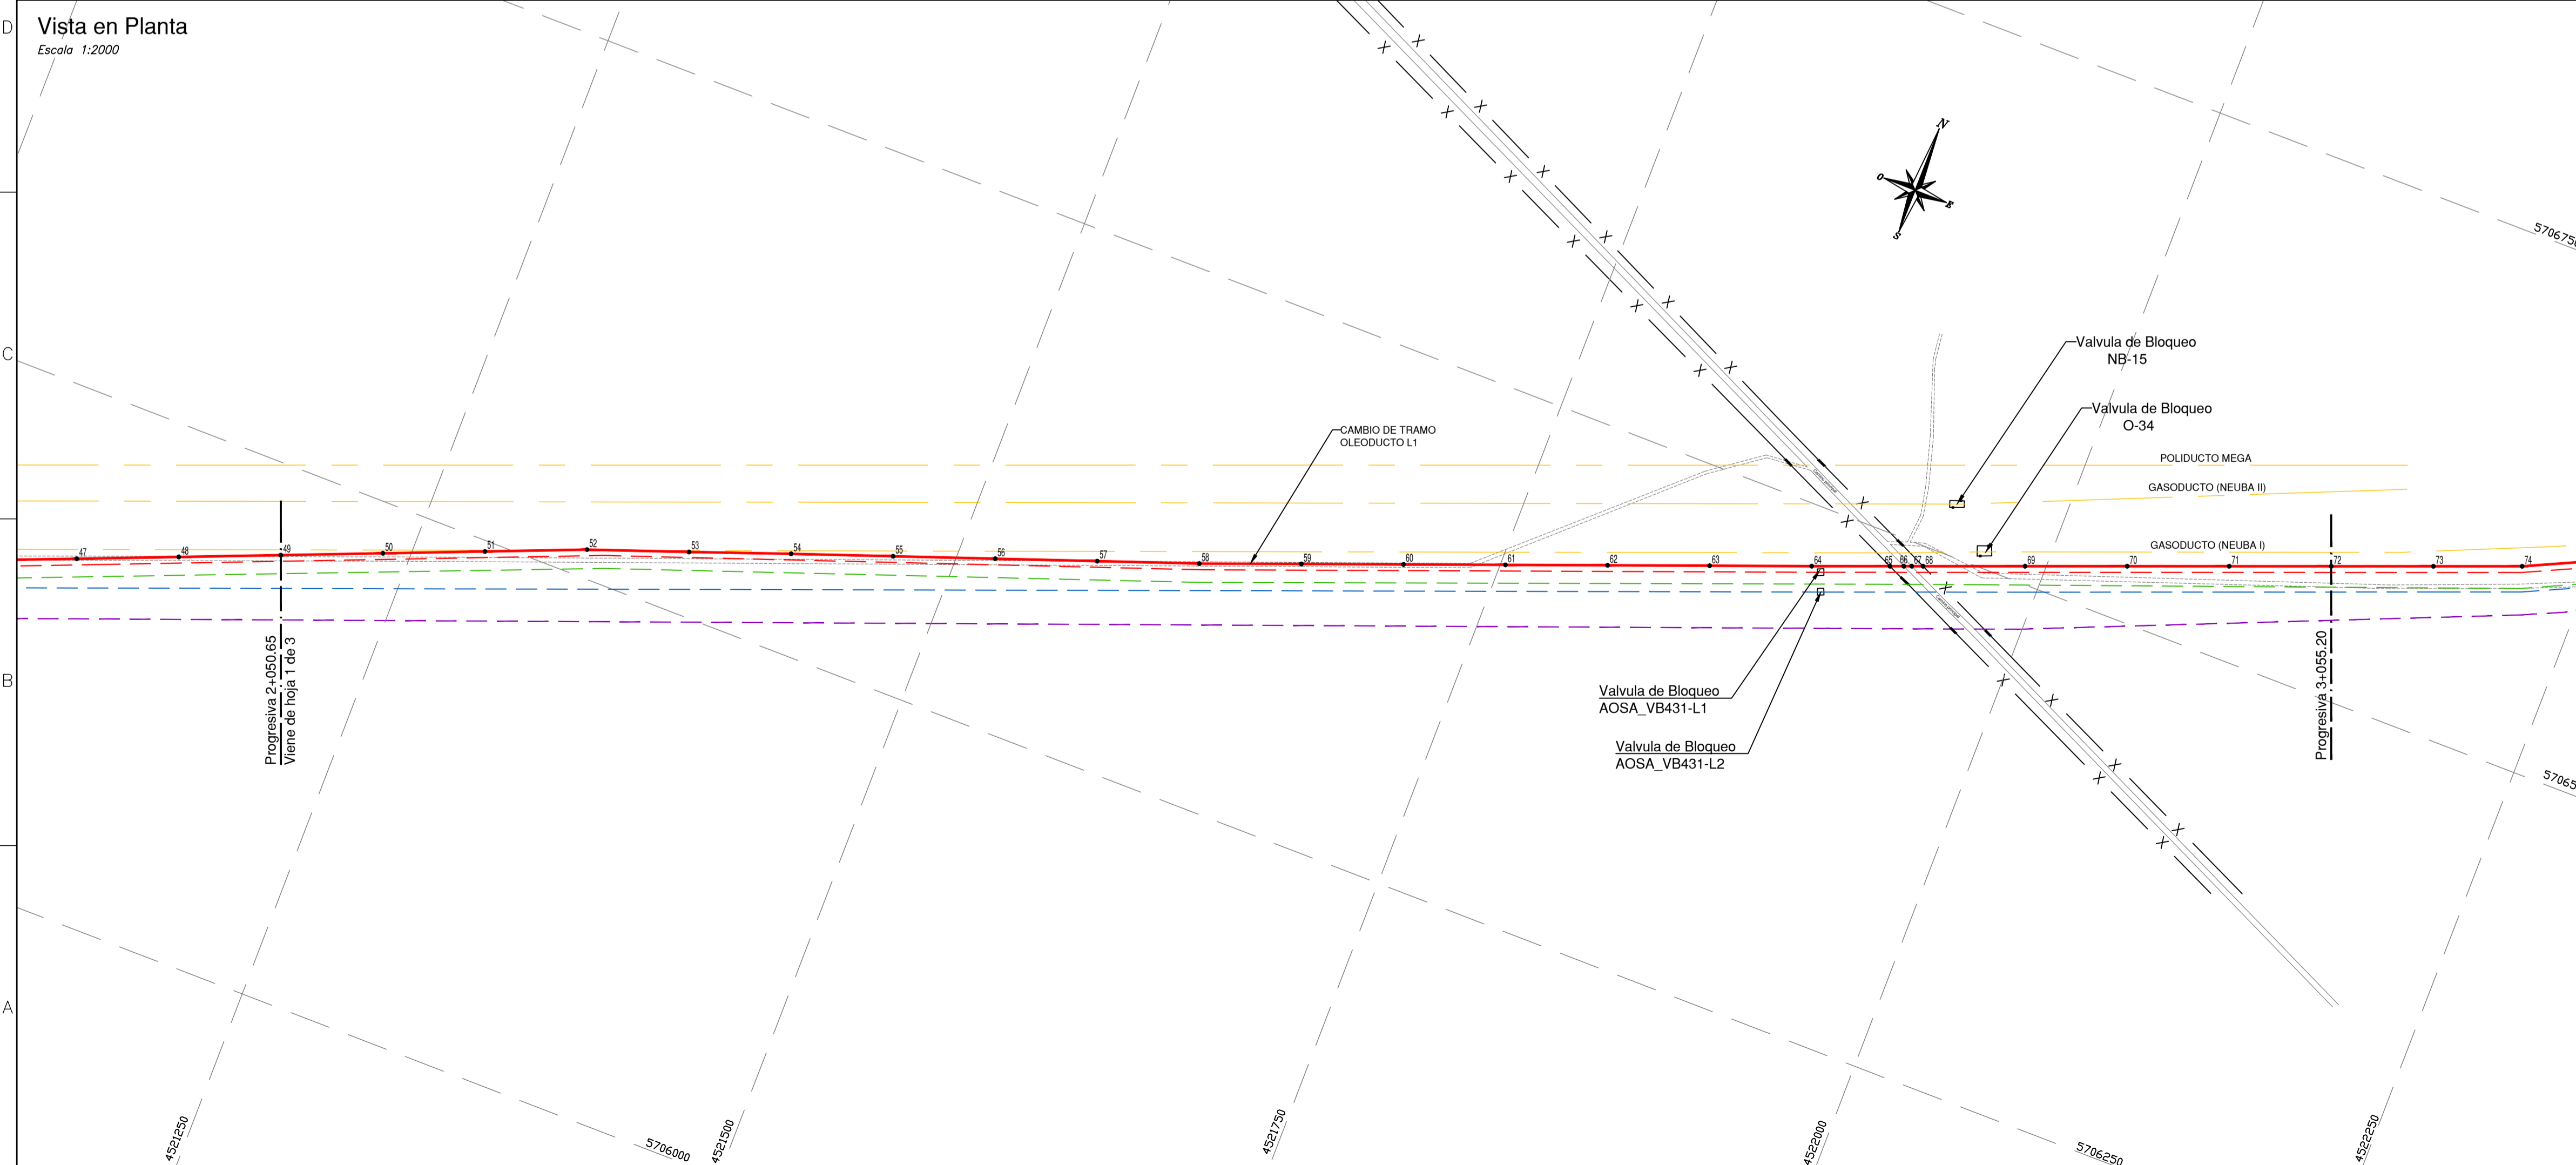 D
Vista en Planta
Escala 1:2000
N
O
E
S
570675
C
Valvula de Bloqueo
NB-15
Valvula de Bloqueo
O-34
CAMBIO DE TRAMO
OLEODUCTO L1
POLIDUCTO MEGA
GASODUCTO (NEUBA II)
GASODUCTO (NEUBA I)
47 48 49 50 51 52 53 54 55 56 57 58 59 60 61 62 63 64 65 66 67 68 69 70 71 72 73 74
Progresiva 2+050.65
Viene de hoja 1 de 3
Progresiva 3+055.20
B
Valvula de Bloqueo
AOSA_VB431-L1
Valvula de Bloqueo
AOSA_VB431-L2
57065
A
4521250
5706000
4521500
4521750
4522000
5706250
4522250